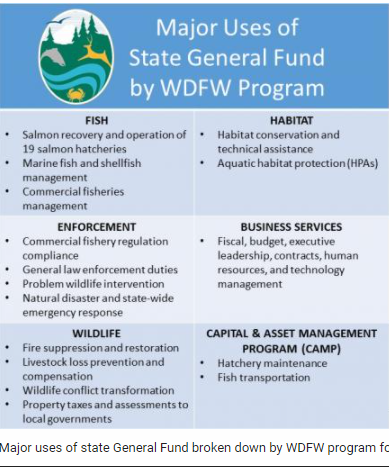 Major Uses of
State General Fund
by WDFW Program
FISH
• Salmon recovery and operation of
19 salmon hatcheries
• Marine fish and shellfish
management
• Commercial fisheries
management
HABITAT
• Habitat conservation and
technical assistance
• Aquatic habitat protection (HPAs)
ENFORCEMENT
• Commercial fishery regulation
compliance
• General law enforcement duties
• Problem wildlife intervention
• Natural disaster and state-wide
emergency response
BUSINESS SERVICES
• Fiscal, budget, executive
leadership, contracts, human
resources, and technology
management
WILDLIFE
• Fire suppression and restoration
• Livestock loss prevention and
compensation
• Wildlife conflict transformation
• Property taxes and assessments to
local governments
CAPITAL & ASSET MANAGEMENT
PROGRAM (CAMP)
• Hatchery maintenance
• Fish transportation
Major uses of state General Fund broken down by WDFW program fo